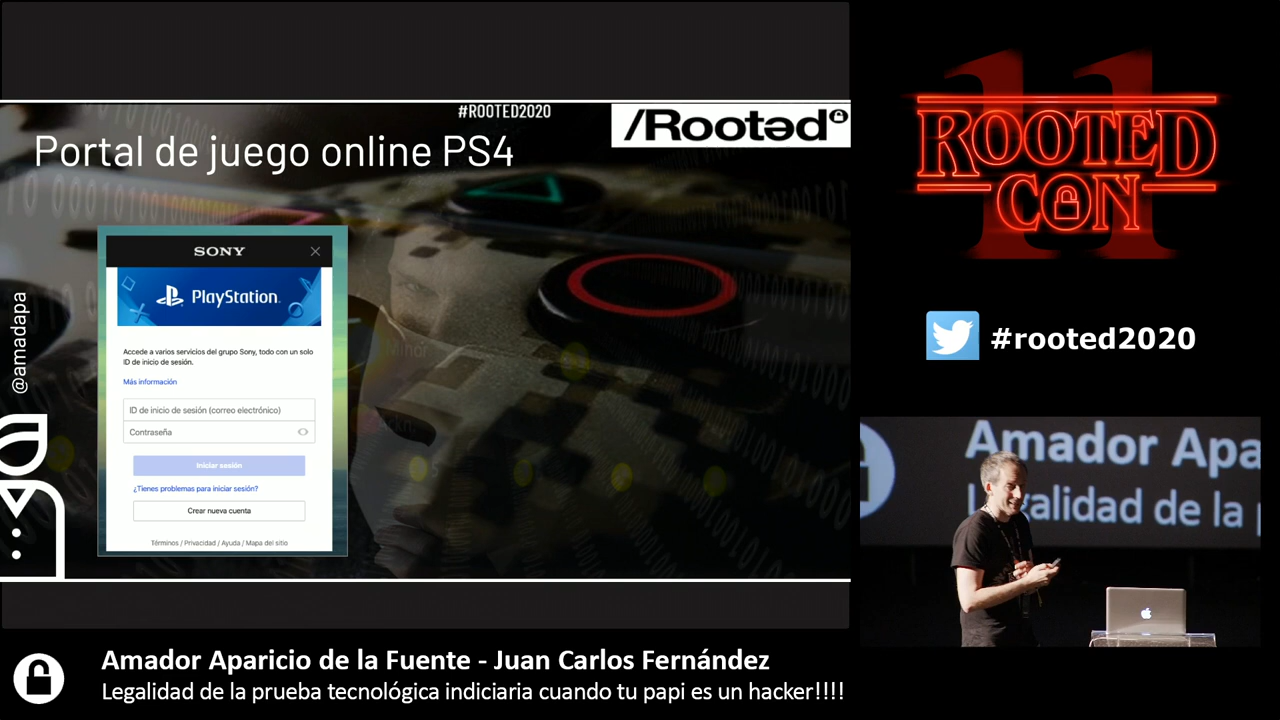 #ROOTED2020
/Rootəd
Portal de juego online PS4
@amadapa
SONY
PlayStation
Accede a varios servicios del grupo Sony, todo con un solo
ID de inicio de sesión.
Más información
ID de inicio de sesión (correo electrónico)
Contraseña
Iniciar sesión
¿Tienes problemas para iniciar sesión?
Crear nueva cuenta
Términos / Privacidad / Ayuda / Mapa del sitio
11
ROOTED
CON
#rooted2020
Amador Apa
Legalidad de la
Amador Aparicio de la Fuente - Juan Carlos Fernández
Legalidad de la prueba tecnológica indiciaria cuando tu papi es un hacker!!!!